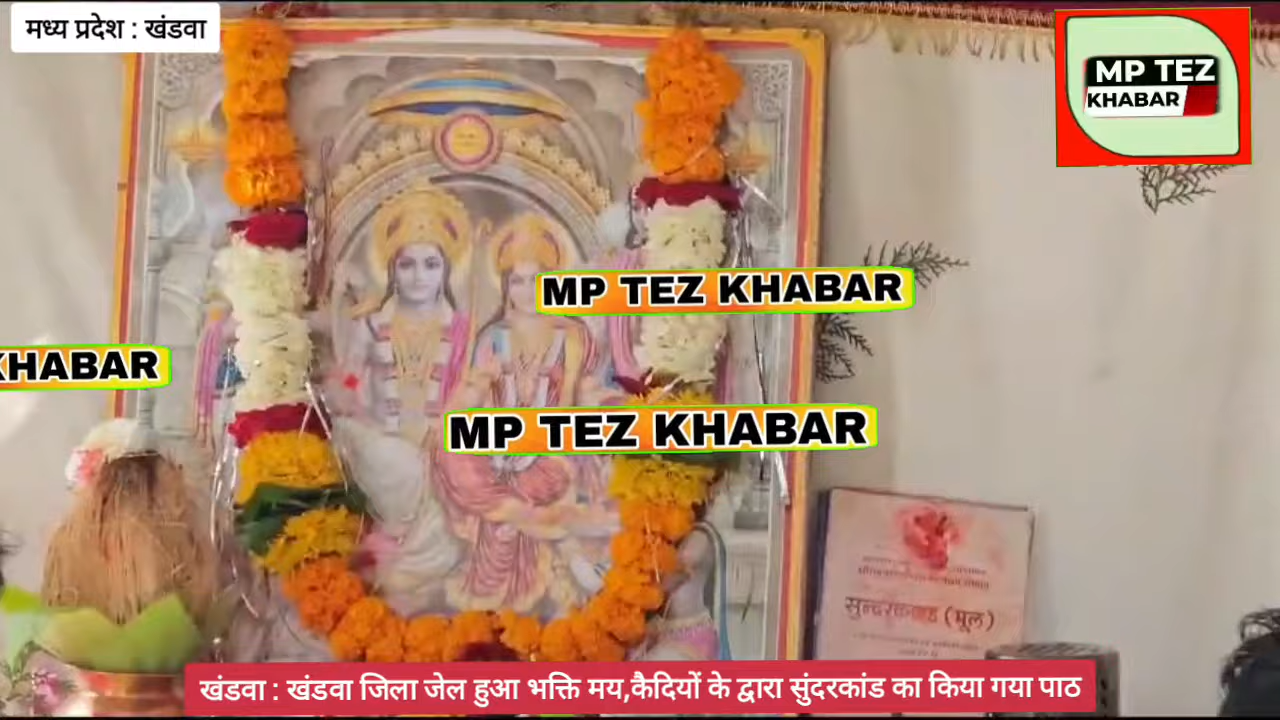 मध्य प्रदेश : खंडवा
MP TEZ
KHABAR
MP TEZ KHABAR
KHABAR
MP TEZ KHABAR
सुन्दरकाण्ड (मूल)
खंडवा : खंडवा जिला जेल हुआ भक्ति मय,कैदियों के द्वारा सुंदरकांड का किया गया पाठ